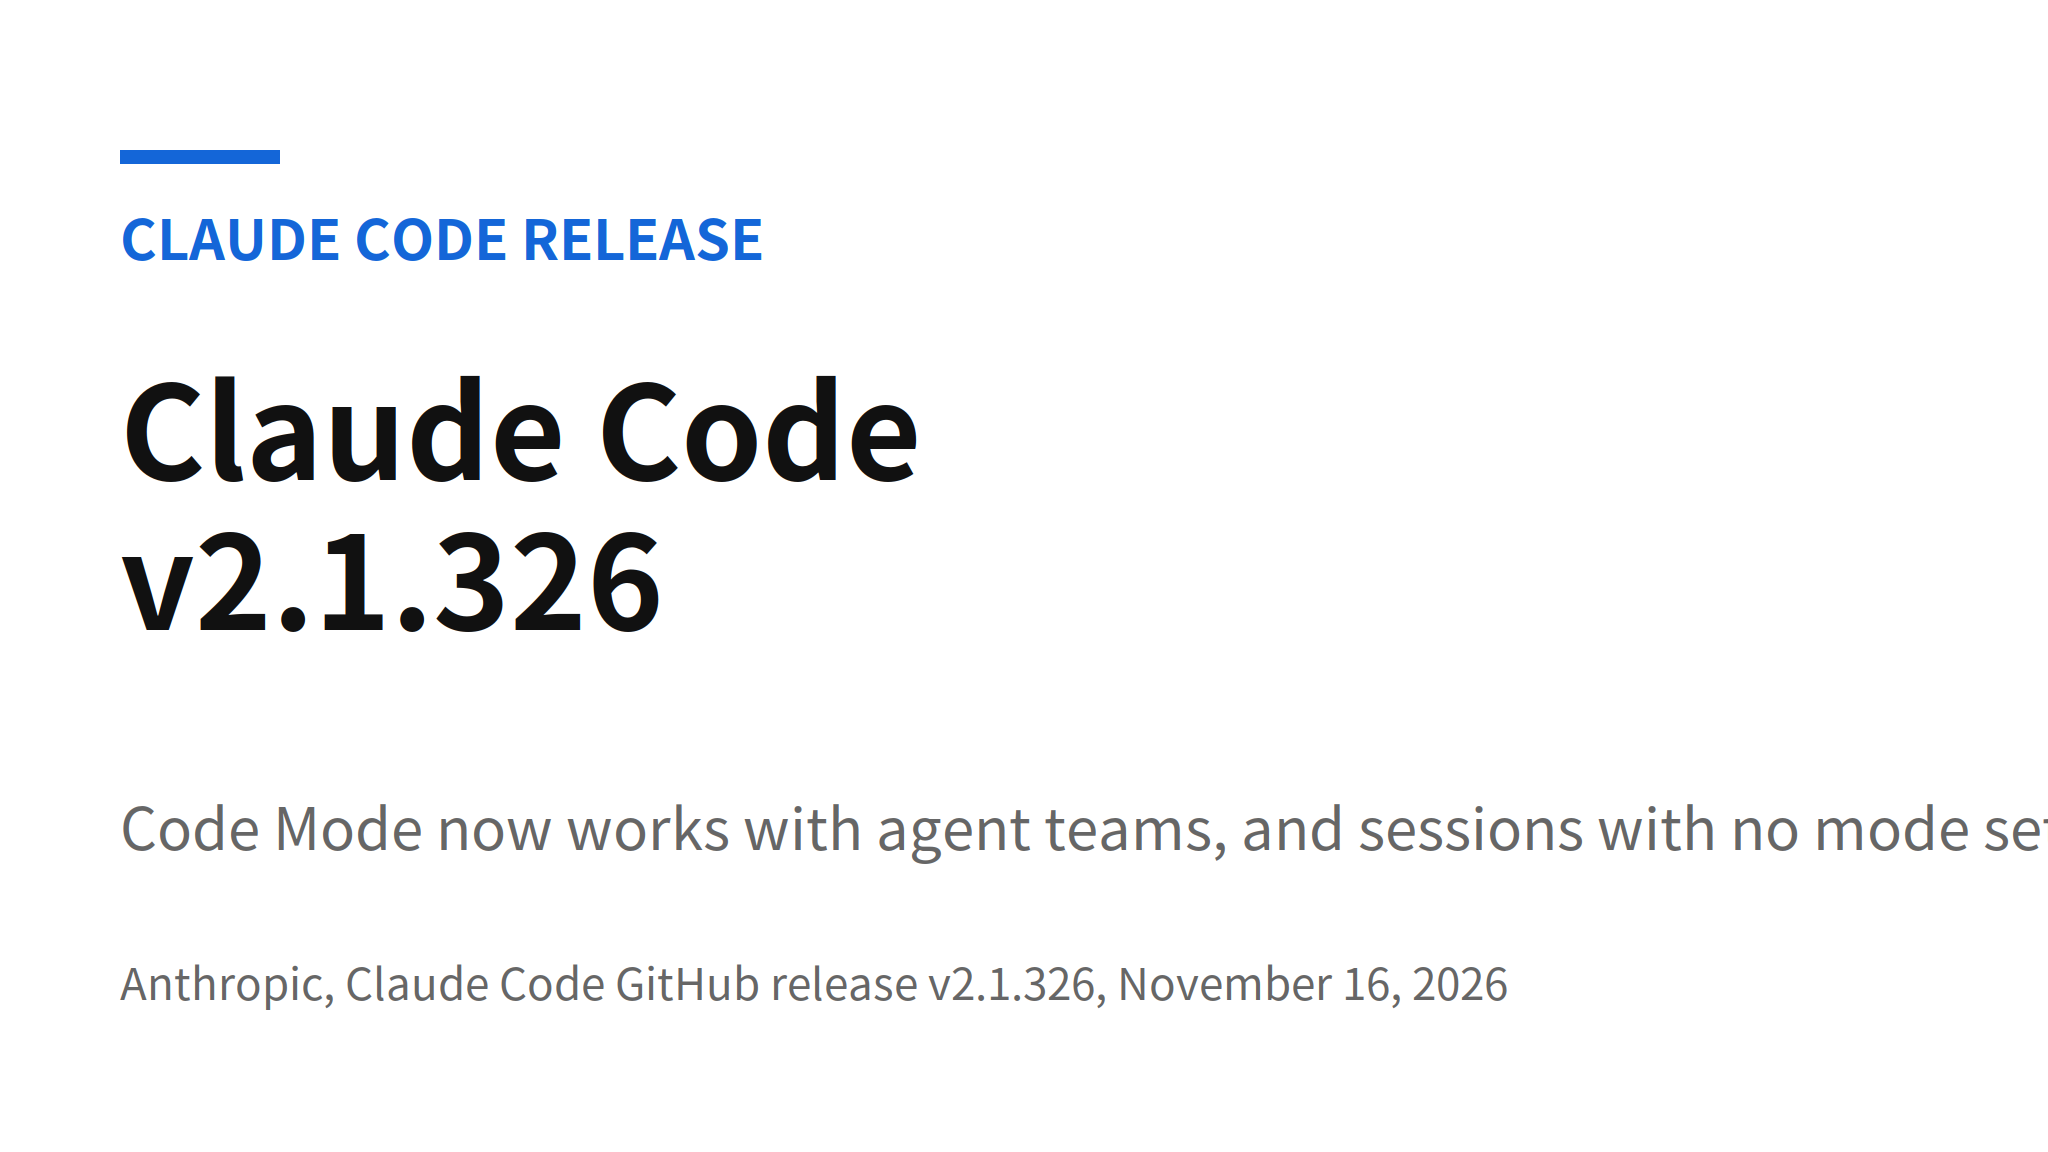 CLAUDE CODE RELEASE
Claude Code
v2.1.326
Code Mode now works with agent teams, and sessions with no mode
Anthropic, Claude Code GitHub release v2.1.326, November 16, 2026